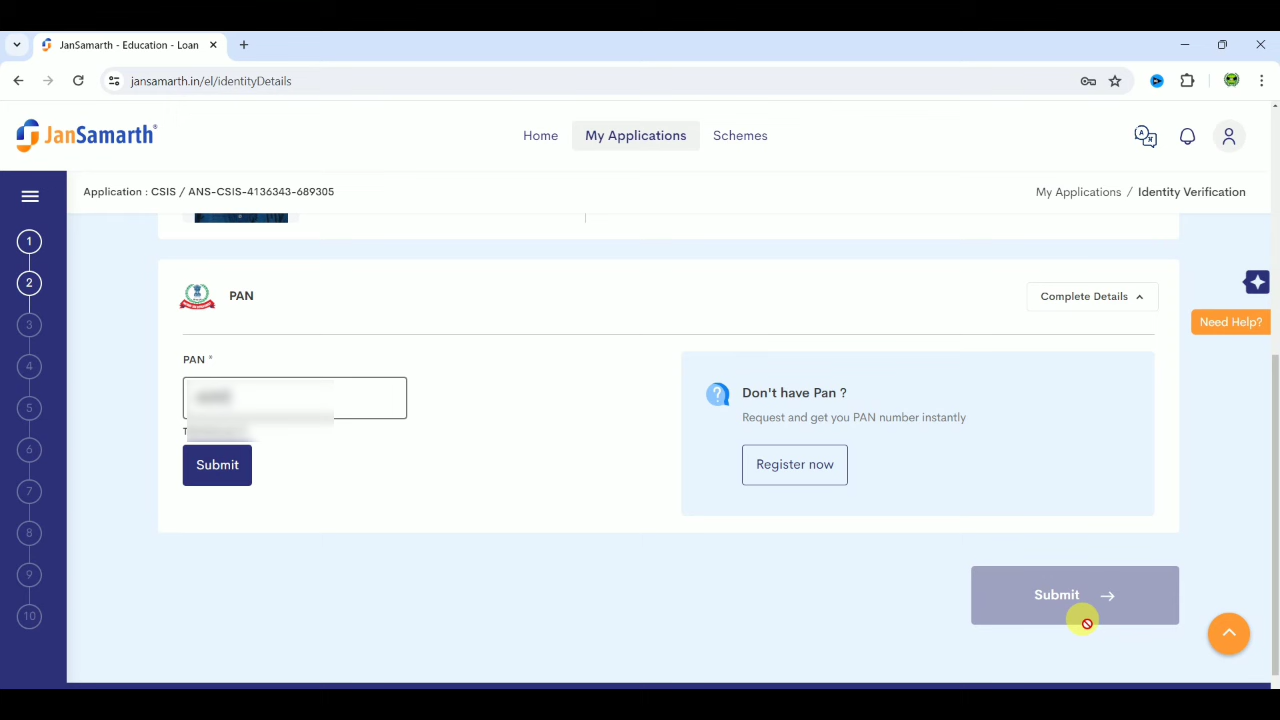 JanSamarth - Education - Loan
jansamarth.in/el/identityDetails
JanSamarth®
Home
My Applications
Schemes
Application : CSIS / ANS-CSIS-4136343-689305
My Applications / Identity Verification
1
2
3
4
5
6
7
8
9
10
PAN
Complete Details
Need Help?
PAN *
Submit
Don't have Pan ?
Request and get you PAN number instantly
Register now
Submit